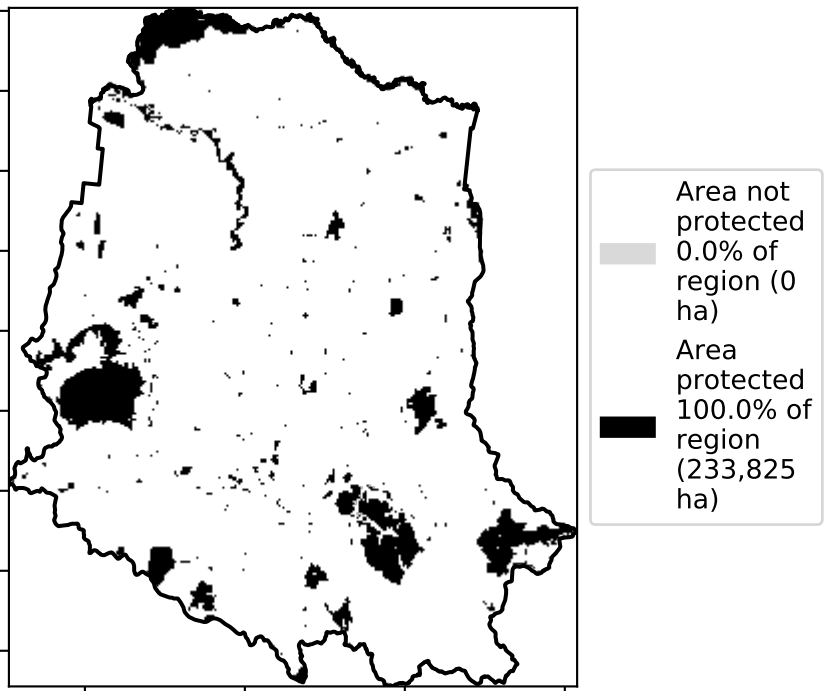 Area not
protected
0.0% of
region (0
ha)
Area
protected
100.0% of
region
(233,825
ha)